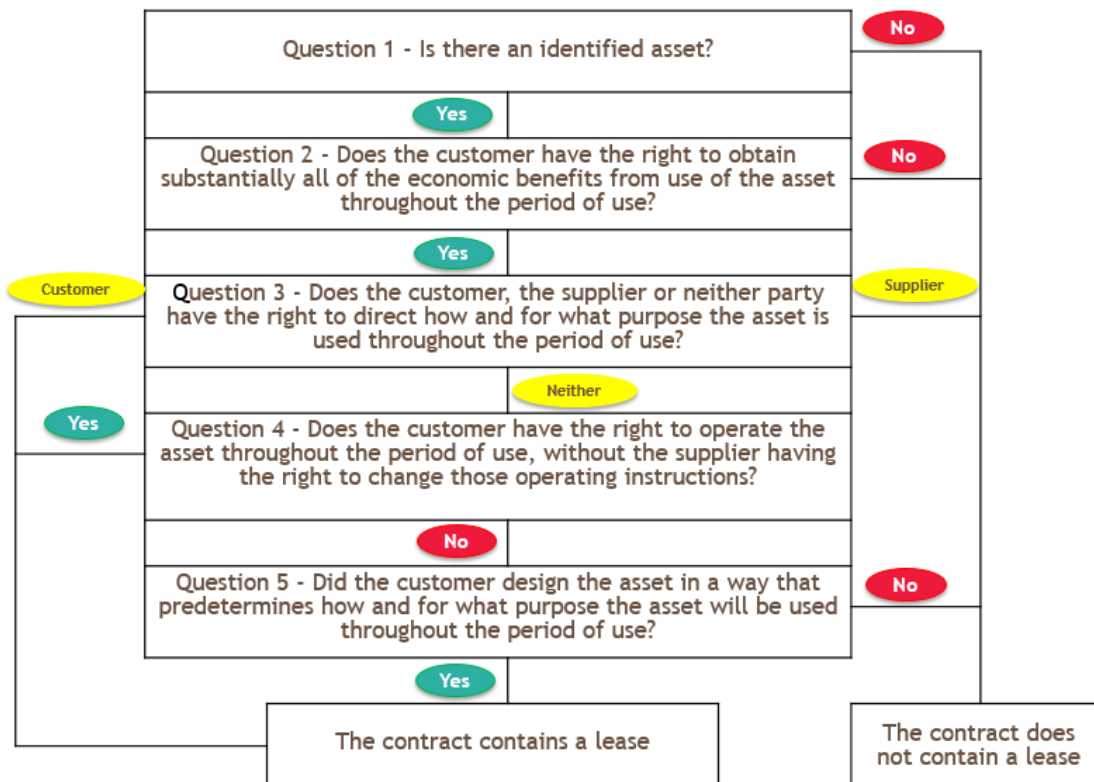 No
Question 1 - Is there an identified asset?
Yes
Question 2 - Does the customer have the right to obtain
substantially all of the economic benefits from use of the asset
throughout the period of use?
No
Yes
Customer
Question 3 - Does the customer, the supplier or neither party
have the right to direct how and for what purpose the asset is
used throughout the period of use?
Supplier
Neither
Yes
Question 4 - Does the customer have the right to operate the
asset throughout the period of use, without the supplier having
the right to change those operating instructions?
No
Question 5 - Did the customer design the asset in a way that
predetermines how and for what purpose the asset will be used
throughout the period of use?
No
Yes
The contract contains a lease
The contract does
not contain a lease